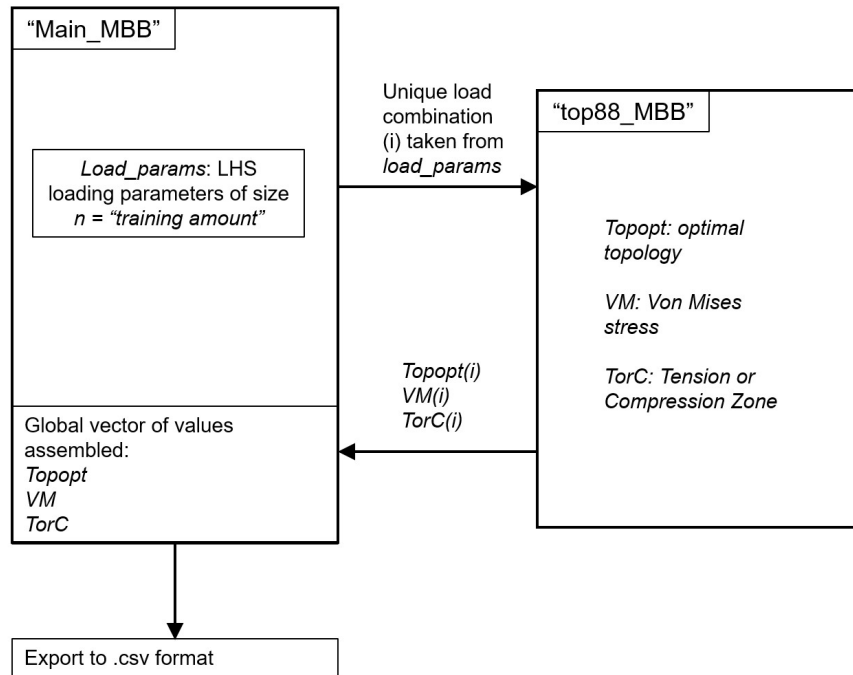 “Main_MBB”
Load_params: LHS
loading parameters of size
n = “training amount”
Unique load
combination
(i) taken from
load_params
“top88_MBB”
Topopt: optimal
topology
VM: Von Mises
stress
TorC: Tension or
Compression Zone
Topopt(i)
VM(i)
TorC(i)
Global vector of values
assembled:
Topopt
VM
TorC
Export to .csv format